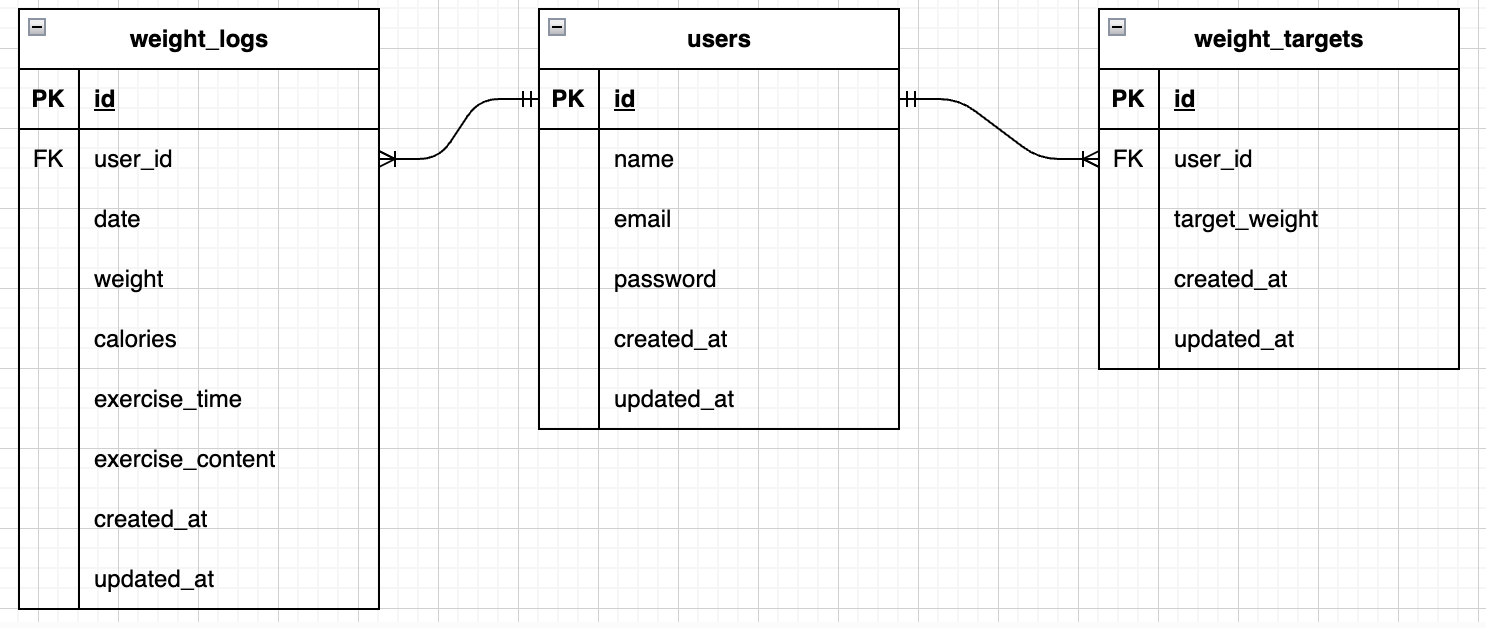 weight_logs
PK id
FK user_id
date
weight
calories
exercise_time
exercise_content
created_at
updated_at
users
PK id
name
email
password
created_at
updated_at
weight_targets
PK id
FK user_id
target_weight
created_at
updated_at